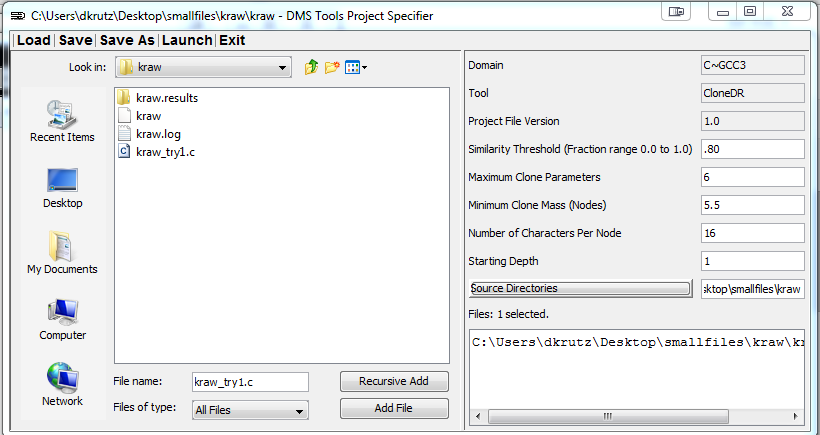 C:\Users\dkrutz\Desktop\smallfiles\kraw\kraw - DMS Tools Project Specifier
Load Save Save As Launch Exit
Look in: kraw
Recent Items
Desktop
My Documents
Computer
Network
kraw.results
kraw
kraw.log
kraw_try1.c
File name: kraw_try1.c Recursive Add
Files of type: All Files Add File
Domain C~GCC3
Tool CloneDR
Project File Version 1.0
Similarity Threshold (Fraction range 0.0 to 1.0) .80
Maximum Clone Parameters 6
Minimum Clone Mass (Nodes) 5.5
Number of Characters Per Node 16
Starting Depth 1
Source Directories sktop\smallfiles\kraw
Files: 1 selected.
C:\Users\dkrutz\Desktop\smallfiles\kraw\kr